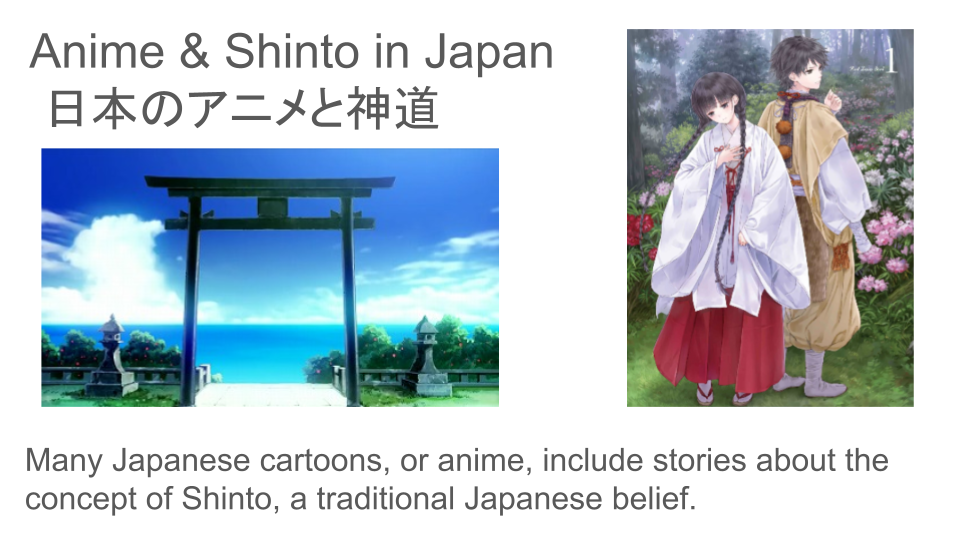 Anime & Shinto in Japan
日本のアニメと神道
1
Many Japanese cartoons, or anime, include stories about the
concept of Shinto, a traditional Japanese belief.